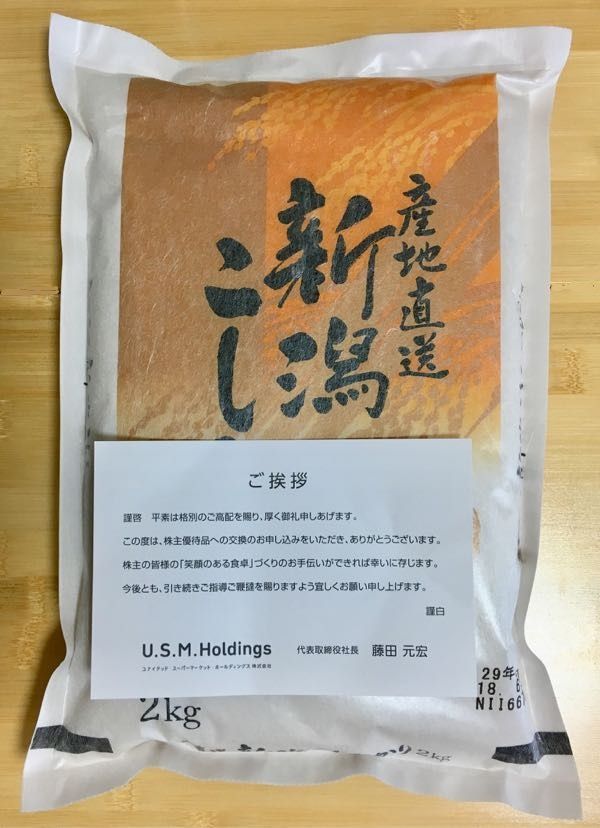 産地直送
新潟
こし
ご挨拶
謹啓 平素は格別のご高配を賜り、厚く御礼申しあげます。
この度は、株主優待品への交換のお申し込みをいただき、ありがとうございます。
株主の皆様の「笑顔のある食卓」づくりのお手伝いができれば幸いに存じます。
今後とも、引き続きご指導ご鞭撻を賜りますよう宜しくお願い申し上げます。
謹白
U.S.M.Holdings 代表取締役社長 藤田 元宏
ユナイテッド・スーパーマーケット・ホールディングス株式会社
29年
18.
NII66
2kg
り2kg